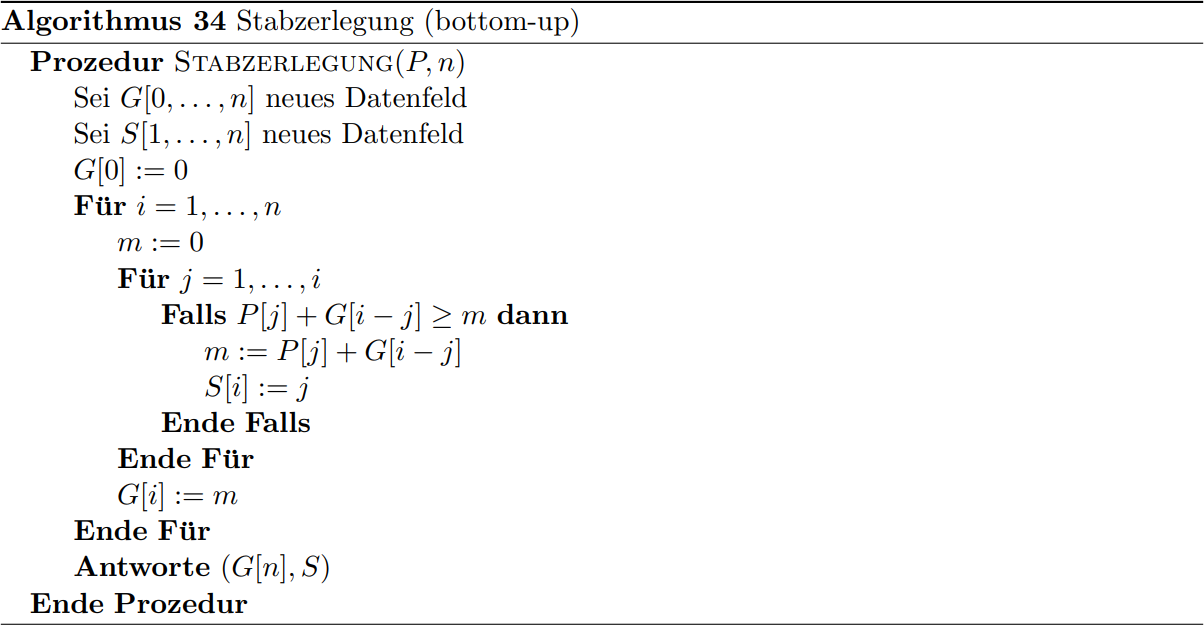 Algorithmus 34 Stabzerlegung (bottom-up)
Prozedur STABZERLEGUNG(P, n)
Sei G[0, . . . , n] neues Datenfeld
Sei S[1, . . . , n] neues Datenfeld
G[0] := 0
Für i = 1, . . . , n
m := 0
Für j = 1, . . . , i
Falls P[j] + G[i − j] ≥ m dann
m := P[j] + G[i − j]
S[i] := j
Ende Falls
Ende Für
G[i] := m
Ende Für
Antworte (G[n], S)
Ende Prozedur